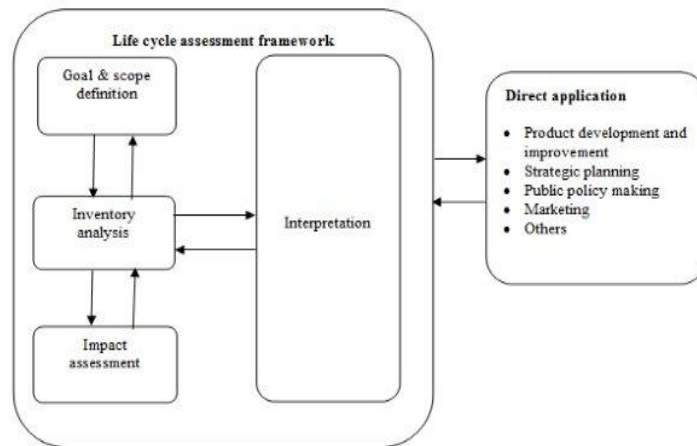 Life cycle assessment framework
Goal & scope
definition
Inventory
analysis
Impact
assessment
Interpretation
Direct application
• Product development and
improvement
• Strategic planning
• Public policy making
• Marketing
• Others